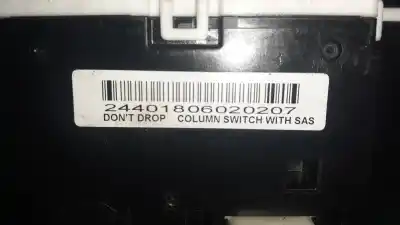 24401806020207
DON'T DROP COLUMN SWITCH WITH SAS